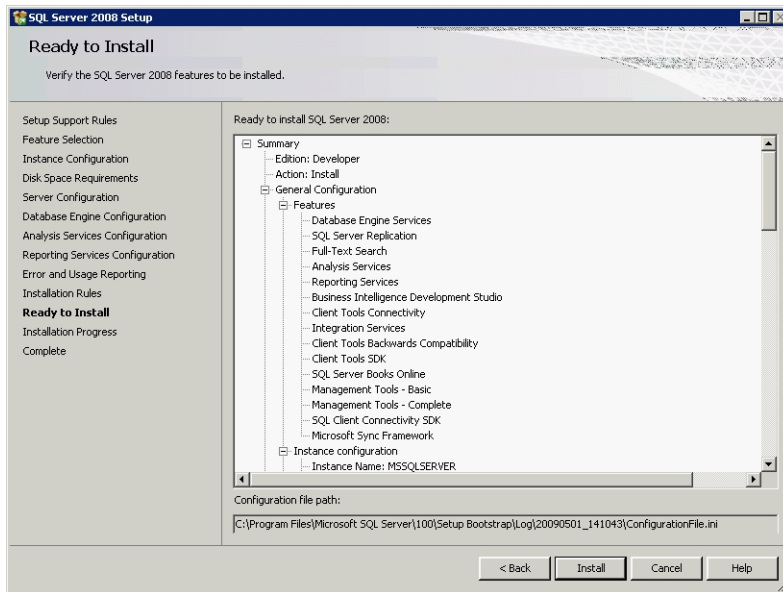 SQL Server 2008 Setup
Ready to Install
Verify the SQL Server 2008 features to be installed.
Setup Support Rules
Feature Selection
Instance Configuration
Disk Space Requirements
Server Configuration
Database Engine Configuration
Analysis Services Configuration
Reporting Services Configuration
Error and Usage Reporting
Installation Rules
Ready to Install
Installation Progress
Complete
Ready to install SQL Server 2008:
Summary
Edition: Developer
Action: Install
General Configuration
Features
Database Engine Services
SQL Server Replication
Full-Text Search
Analysis Services
Reporting Services
Business Intelligence Development Studio
Client Tools Connectivity
Integration Services
Client Tools Backwards Compatibility
Client Tools SDK
SQL Server Books Online
Management Tools - Basic
Management Tools - Complete
SQL Client Connectivity SDK
Microsoft Sync Framework
Instance configuration
Instance Name: MSSQLSERVER
Configuration file path:
C:\Program Files\Microsoft SQL Server\100\Setup Bootstrap\Log\20090501_141043\ConfigurationFile.ini
< Back
Install
Cancel
Help